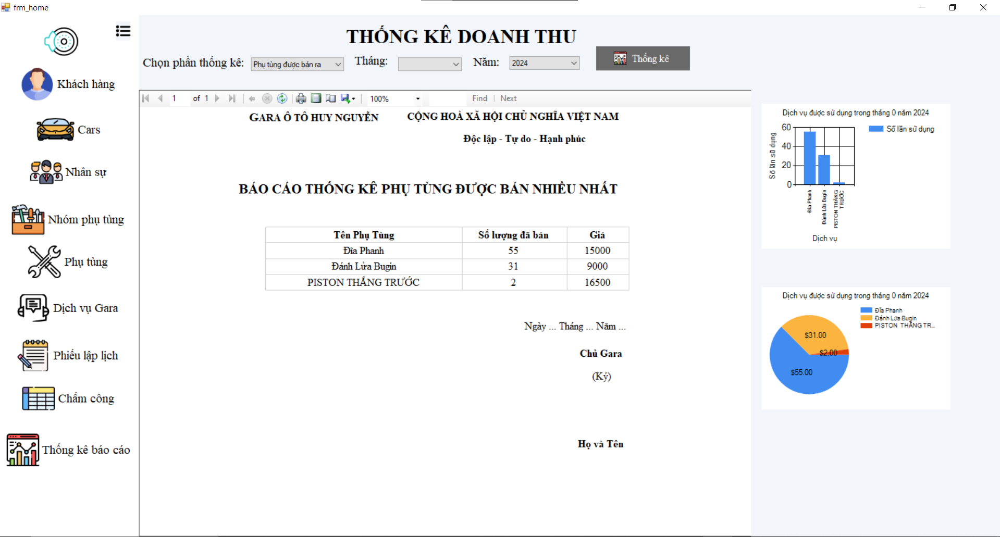 frm_home
Khách hàng
Cars
Nhân sự
Nhóm phụ tùng
Phụ tùng
Dịch vụ Gara
Phiếu lập lịch
Chấm công
Thống kê báo cáo
THỐNG KÊ DOANH THU
Chọn phần thống kê: Phụ tùng được bán ra Tháng: Năm: 2024 Thống kê
1 of 1 100% Find | Next
GARA Ô TÔ HUY NGUYỄN CỘNG HOÀ XÃ HỘI CHỦ NGHĨA VIỆT NAM
Độc lập - Tự do - Hạnh phúc
BÁO CÁO THỐNG KÊ PHỤ TÙNG ĐƯỢC BÁN NHIỀU NHẤT
Tên Phụ Tùng Số lượng đã bán Giá
Đĩa Phanh 55 15000
Đánh Lửa Bugin 31 9000
PISTON THẮNG TRƯỚC 2 16500
Ngày ... Tháng ... Năm ...
Chủ Gara
(Ký)
Họ và Tên
Dịch vụ được sử dụng trong tháng 0 năm 2024
Số lần sử dụng
60
40
20
0
Số lần sử dụng
Đĩa Phanh
Đánh Lửa Bugin
PISTON THẮNG
TRƯỚC
Dịch vụ
Dịch vụ được sử dụng trong tháng 0 năm 2024
Đĩa Phanh
Đánh Lửa Bugin
PISTON THẮNG TR...
$31.00
$2.00
$55.00